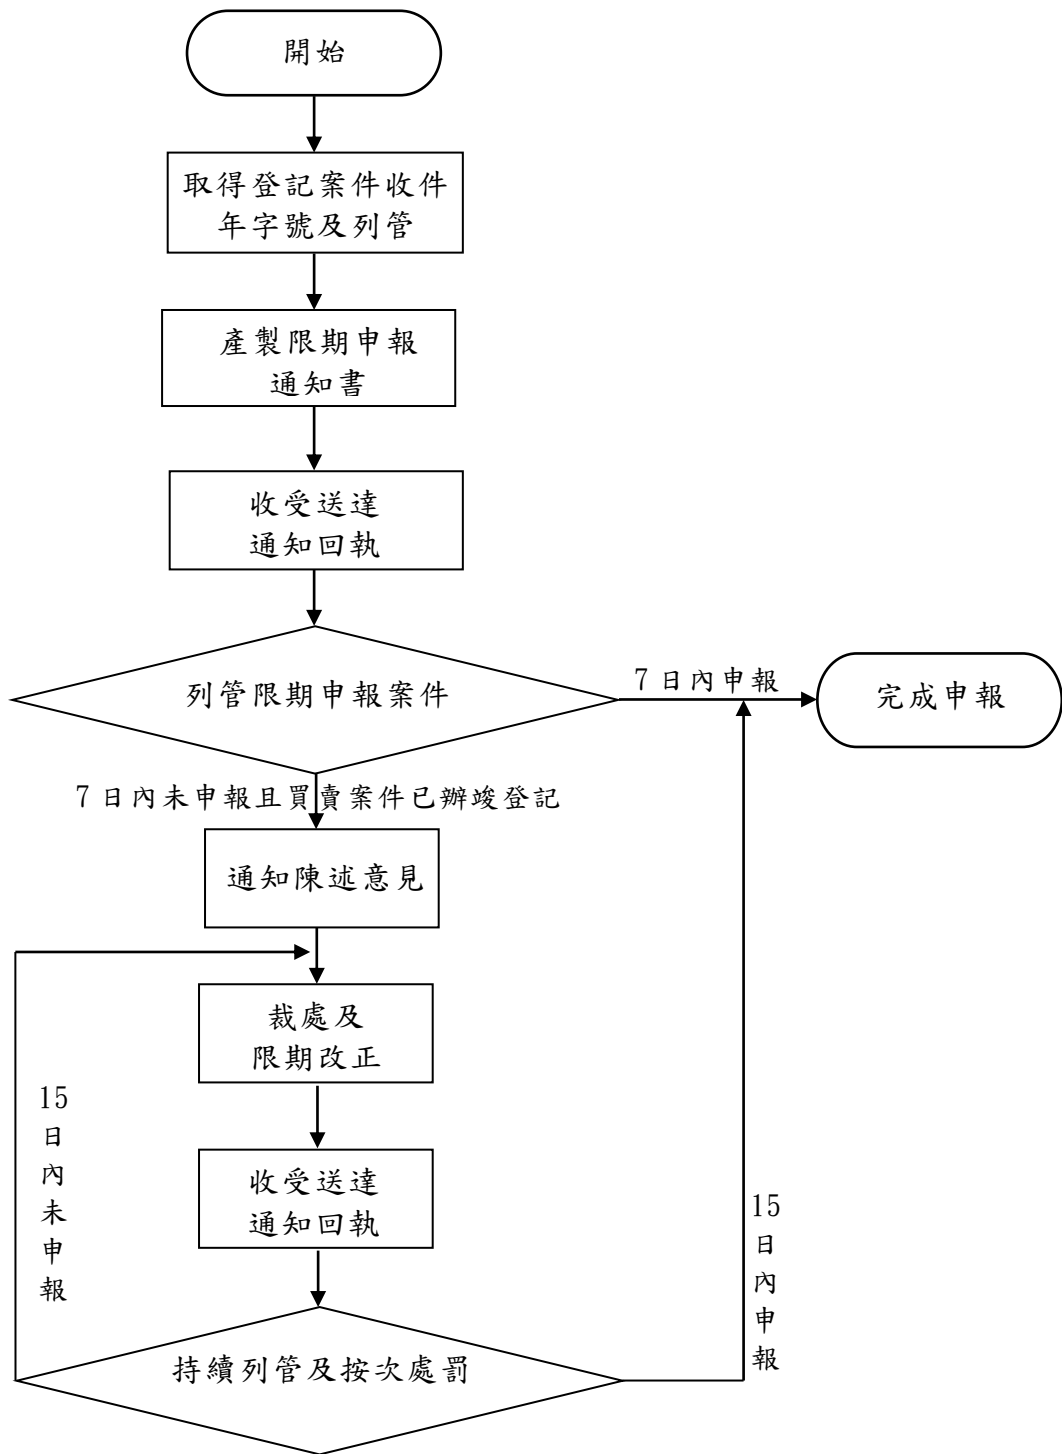 開始
取得登記案件收件
年字號及列管
產製限期申報
通知書
收受送達
通知回執
列管限期申報案件
7日內申報
完成申報
7日內未申報且買賣案件已辦竣登記
通知陳述意見
裁處及
限期改正
收受送達
通知回執
持續列管及按次處罰
15
日
內
未
申
報
15
日
內
申
報